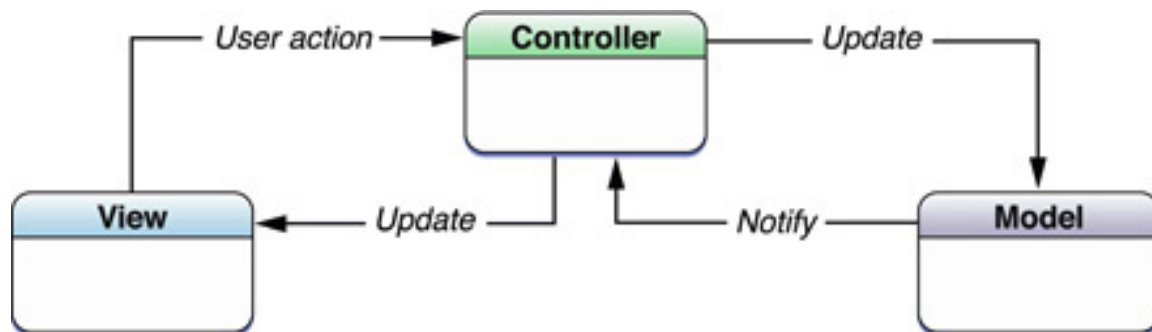 User action
Controller
Update
View
Update
Notify
Model